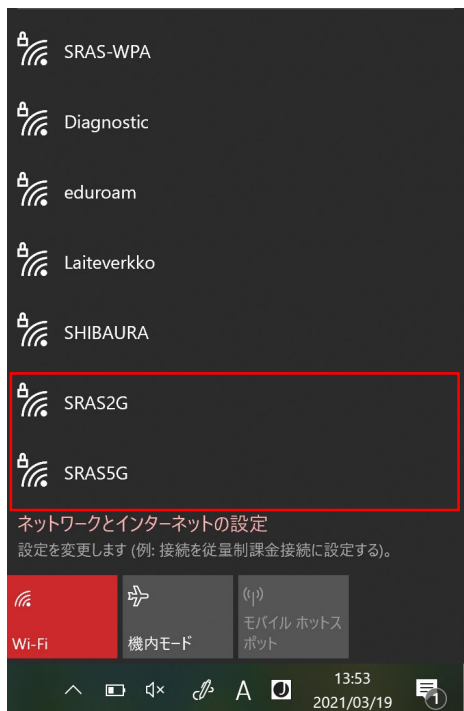 SRAS-WPA
Diagnostic
eduroam
Laiteverkko
SHIBAURA
SRAS2G
SRAS5G
ネットワークとインターネットの設定
設定を変更します (例: 接続を従量制課金接続に設定する)。
Wi-Fi
機内モード
モバイル ホットス
ポット
A
J
13:53
2021/03/19
1